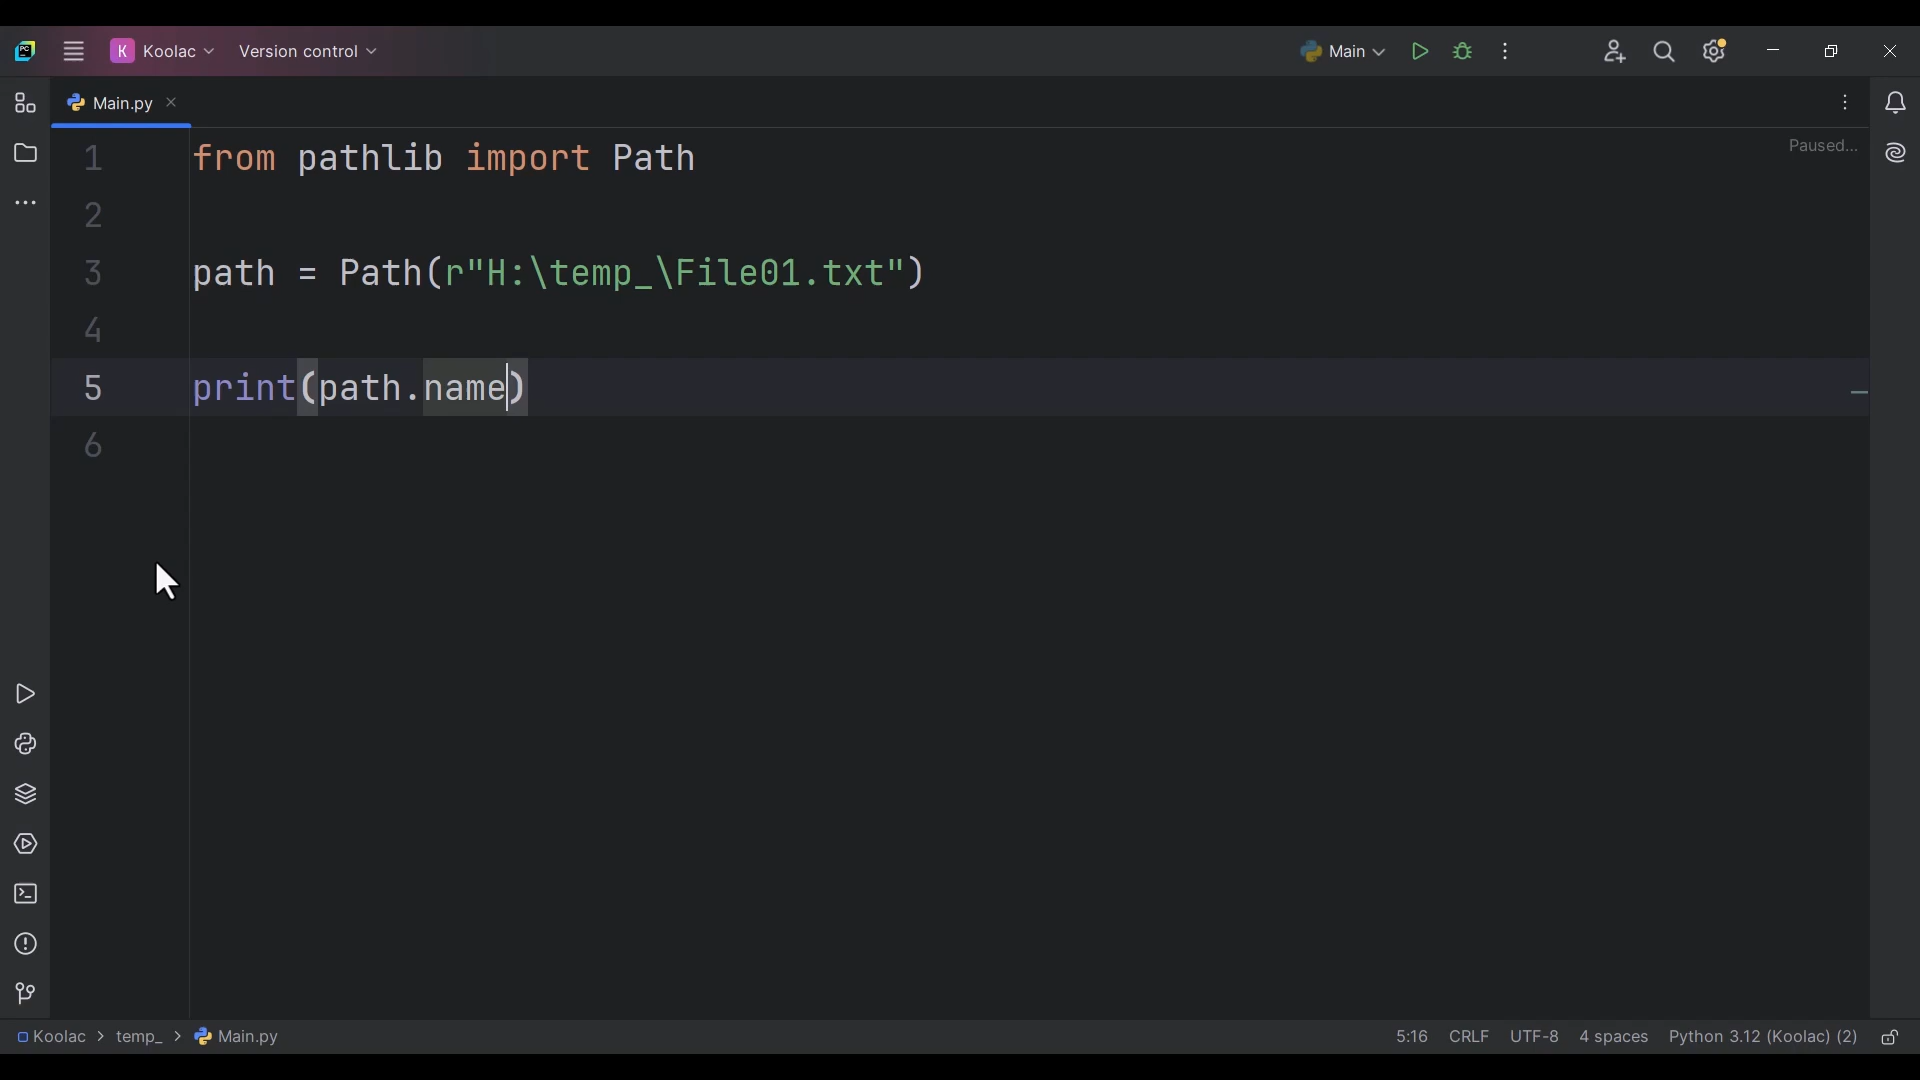 PC
K Koolac Version control Main
Main.py
1 from pathlib import Path
Paused...
2
3 path = Path(r"H:\temp_\File01.txt")
4
5 print(path.name)
6
Koolac > temp_ > Main.py 5:16 CRLF UTF-8 4 spaces Python 3.12 (Koolac) (2)